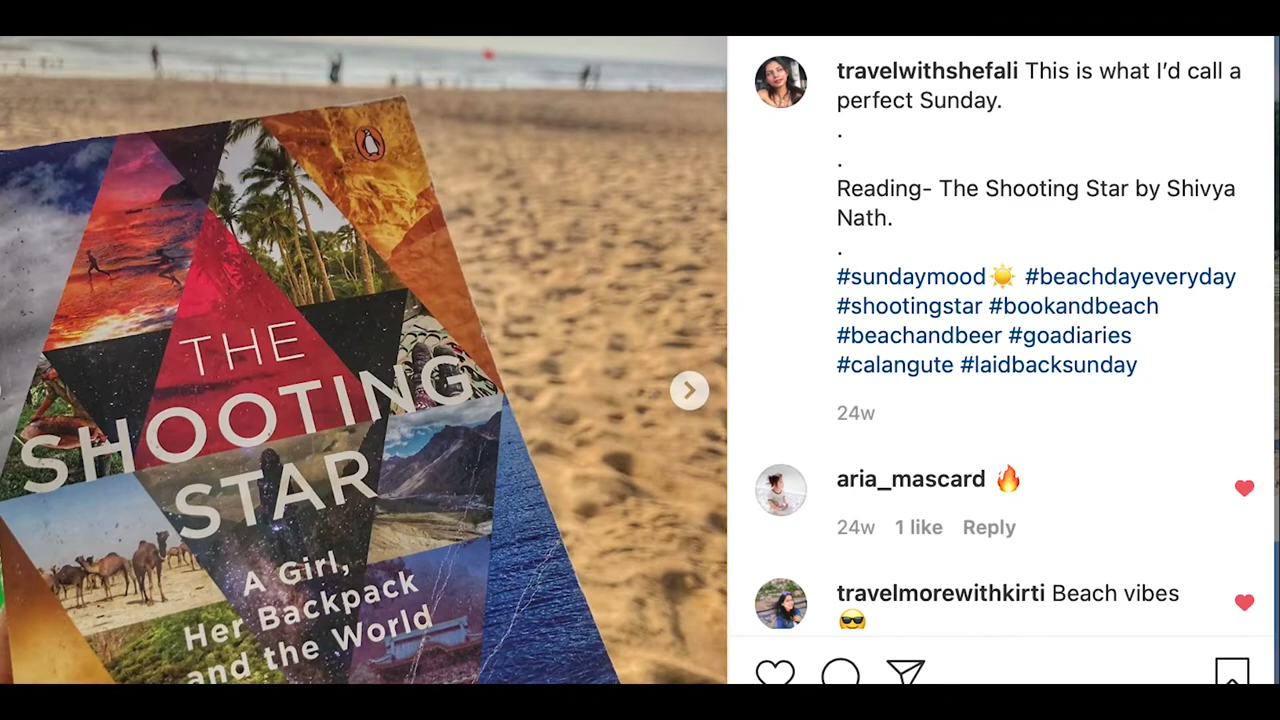 THE
SHOOTING
STAR
A Girl,
Her Backpack
and the World
travelwithshefali This is what I'd call a
perfect Sunday.
.
.
Reading- The Shooting Star by Shivya
Nath.
.
#sundaymood☀️ #beachdayeveryday
#shootingstar #bookandbeach
#beachandbeer #goadiaries
#calangute #laidbacksunday
24w
aria_mascard 🔥
24w 1 like Reply
travelmorewithkirti Beach vibes
😎